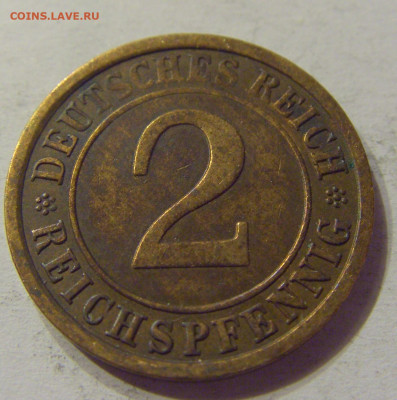 COINS.LAVE.RU
DEUTSCHES REICH
2
REICHSPFENNIG